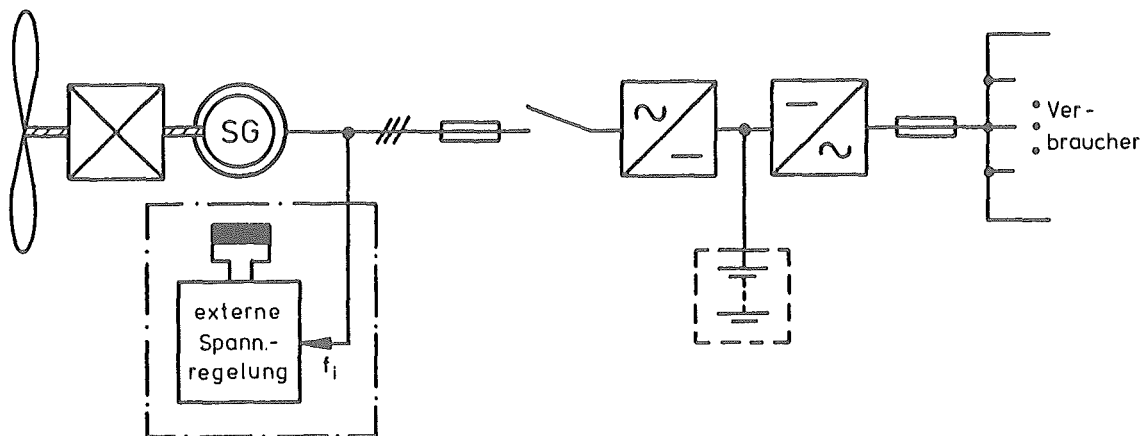 SG
Ver-
braucher
externe
Spann.-
regelung
f_i